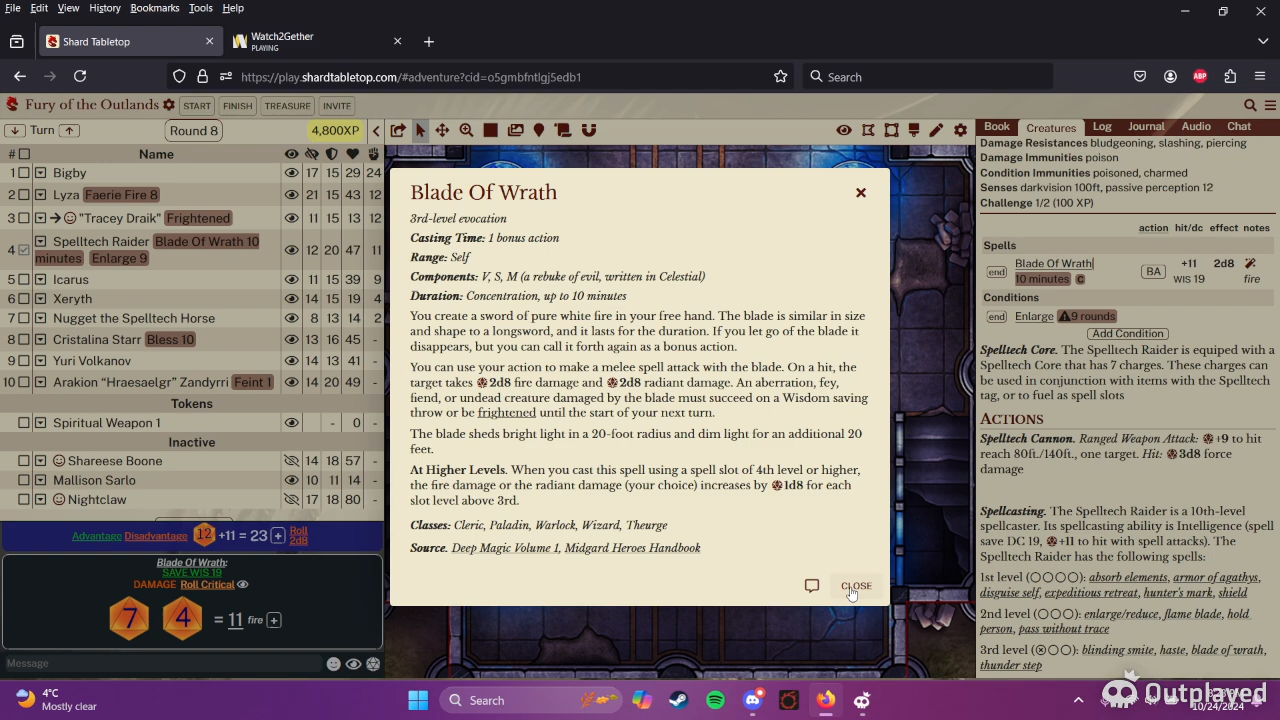 File Edit View History Bookmarks Tools Help
Shard Tabletop
Watch2Gether
PLAYING
https://play.shardtabletop.com/#adventure?cid=o5gmbfntlgj5edb1
Search
ABP
Fury of the Outlands START FINISH TREASURE INVITE
Turn Round 8 4,800XP
# Name
1 Bigby 17 15 29 24
2 Lyza Faerie Fire 8 11 15 21 12
3 "Tracey Draik" Frightened 11 15 13 12
4 Spelltech Raider Blade Of Wrath 10 minutes Enlarge 9 12 20 47 11
5 Icarus 11 15 39 9
6 Xeryth 14 15 19 4
7 Nugget the Spelltech Horse 8 13 14 2
8 Cristalina Starr Bless 10 13 16 45 -
9 Yuri Volkanov 14 13 41 -
10 Arakion "Hraesaelgr" Zandyrri Feint 1 14 20 49 -
Tokens
Spiritual Weapon 1 - 0 -
Inactive
Shareese Boone 14 18 57 -
Mallison Sarlo 10 11 14 -
Nightclaw 17 18 80 -
Advantage Disadvantage 12 +11 = 23 + Roll 2d8
Blade Of Wrath:
SAVE WIS 19
DAMAGE Roll Critical
7 4 = 11 fire +
Message
Blade Of Wrath
3rd-level evocation
Casting Time: 1 bonus action
Range: Self
Components: V, S, M (a rebuke of evil, written in Celestial)
Duration: Concentration, up to 10 minutes
You create a sword of pure white fire in your free hand. The blade is similar in
size and shape to a longsword, and it lasts for the duration. If you let go of the blade it
disappears, but you can call it forth again as a bonus action.
You can use your action to make a melee spell attack with the blade. On a hit, the
target takes 2d8 fire damage and 2d8 radiant damage. An aberration, fey,
fiend, or undead creature damaged by the blade must succeed on a Wisdom saving
throw or be frightened until the start of your next turn.
The blade sheds bright light in a 20-foot radius and dim light for an additional 20
feet.
At Higher Levels. When you cast this spell using a spell slot of 4th level or higher,
the fire damage or the radiant damage (your choice) increases by 1d8 for each
slot level above 3rd.
Classes: Cleric, Paladin, Warlock, Wizard, Theurge
Source. Deep Magic Volume 1, Midgard Heroes Handbook
CLOSE
Book Creatures Log Journal Audio Chat
Damage Resistances bludgeoning, slashing, piercing
Damage Immunities poison
Condition Immunities poisoned, charmed
Senses darkvision 100ft, passive perception 12
Challenge 1/2 (100 XP)
action hit/dc effect notes
Spells
end Blade Of Wrath BA +11 2d8
10 minutes C WIS 19 fire
Conditions
end Enlarge 9 rounds
Add Condition
Spelltech Core. The Spelltech Raider is equiped with a
Spelltech Core that has 7 charges. These charges can
be used in conjunction with items with the Spelltech
tag, or to fuel as spell slots
ACTIONS
Spelltech Cannon. Ranged Weapon Attack: +9 to hit
reach 80ft./140ft., one target. Hit: 3d8 force
damage
Spellcasting. The Spelltech Raider is a 10th-level
spellcaster. Its spellcasting ability is Intelligence (spell
save DC 19, +11 to hit with spell attacks). The
Spelltech Raider has the following spells:
1st level (○○○○): absorb elements, armor of agathys,
disguise self, expeditious retreat, hunter's mark, shield
2nd level (○○○): enlarge/reduce, flame blade, hold
person, pass without trace
3rd level (⊗○○): blinding smite, haste, blade of wrath,
thunder step
4°C
Mostly clear
Search
10/24/2024
Outplayed